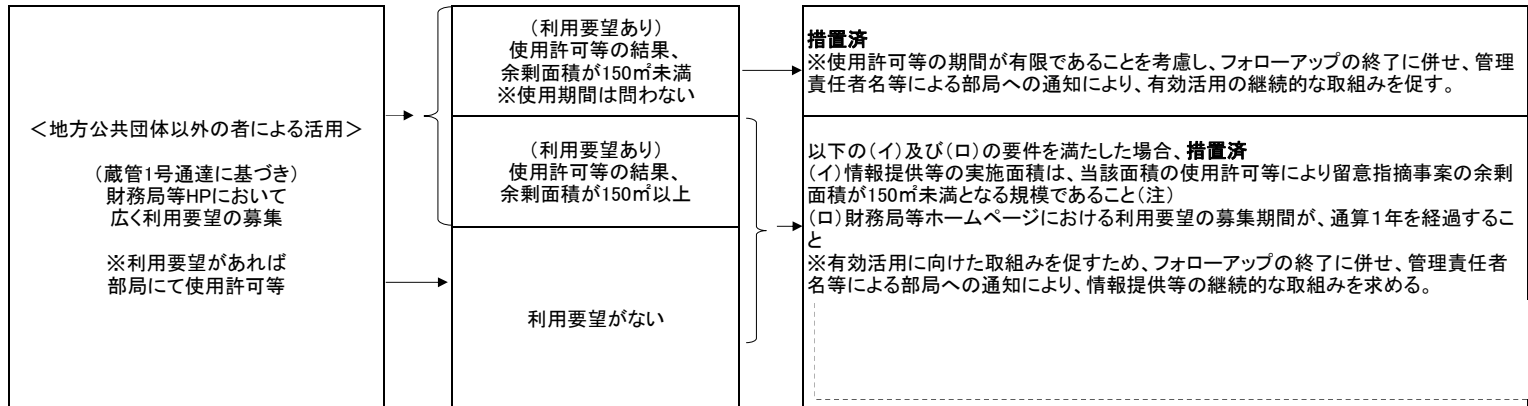 ＜地方公共団体以外の者による活用＞
（蔵管1号通達に基づき）
財務局等HPにおいて
広く利用要望の募集
※利用要望があれば
部局にて使用許可等
（利用要望あり）
使用許可等の結果、
余剰面積が150㎡未満
※使用期間は問わない
（利用要望あり）
使用許可等の結果、
余剰面積が150㎡以上
利用要望がない
措置済
※使用許可等の期間が有限であることを考慮し、フォローアップの終了に併せ、管理
責任者名等による部局への通知により、有効活用の継続的な取組みを促す。
以下の（イ）及び（ロ）の要件を満たした場合、措置済
（イ）情報提供等の実施面積は、当該面積の使用許可等により留意指摘事案の余剰
面積が150㎡未満となる規模であること（注）
（ロ）財務局等ホームページにおける利用要望の募集期間が、通算１年を経過するこ
と
※有効活用に向けた取組みを促すため、フォローアップの終了に併せ、管理責任者
名等による部局への通知により、情報提供等の継続的な取組みを求める。